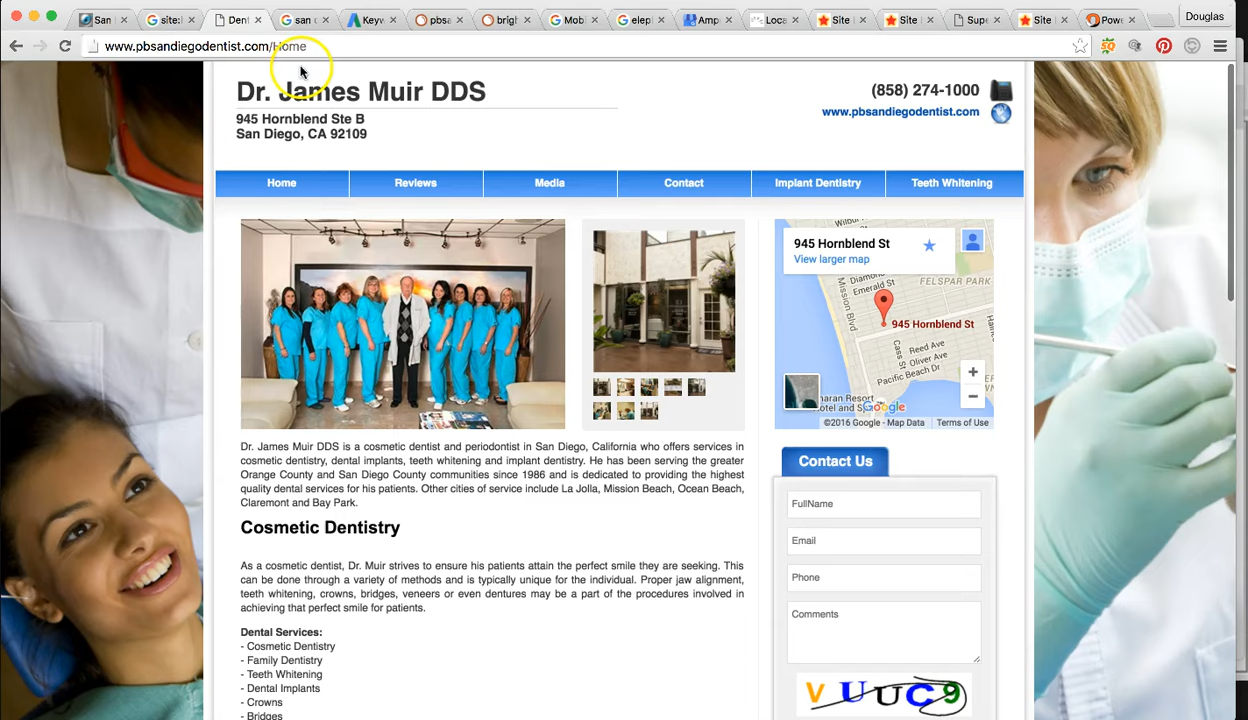 San
site:
Dent
san c
Keyw
pbsa
brigh
Mobi
elepl
Ampe
Loca
Site
Site
Supe
Site
Powe
Douglas
www.pbsandiegodentist.com/Home
Dr. James Muir DDS
945 Hornblend Ste B
San Diego, CA 92109
(858) 274-1000
www.pbsandiegodentist.com
Home
Reviews
Media
Contact
Implant Dentistry
Teeth Whitening
945 Hornblend St
View larger map
Diamond
Emerald St
FELSPAR PARK
Mission Blvd
945 Hornblend St
Reed Ave
Oliver Ave
Cass St
Pacific Beach Dr
haran Resort
otel and S
Google
©2016 Google - Map Data
Terms of Use
Dr. James Muir DDS is a cosmetic dentist and periodontist in San Diego, California who offers services in
cosmetic dentistry, dental implants, teeth whitening and implant dentistry. He has been serving the greater
Orange County and San Diego County communities since 1986 and is dedicated to providing the highest
quality dental services for his patients. Other cities of service include La Jolla, Mission Beach, Ocean Beach,
Claremont and Bay Park.
Cosmetic Dentistry
As a cosmetic dentist, Dr. Muir strives to ensure his patients attain the perfect smile they are seeking. This
can be done through a variety of methods and is typically unique for the individual. Proper jaw alignment,
teeth whitening, crowns, bridges, veneers or even dentures may be a part of the procedures involved in
achieving that perfect smile for patients.
Dental Services:
- Cosmetic Dentistry
- Family Dentistry
- Teeth Whitening
- Dental Implants
- Crowns
- Bridges
Contact Us
FullName
Email
Phone
Comments
VUUC9